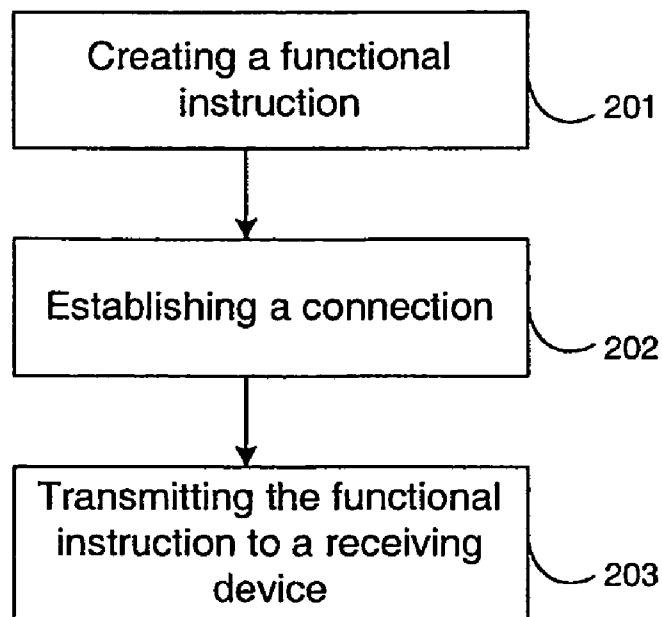 Creating a functional
instruction
201
Establishing a connection
202
Transmitting the functional
instruction to a receiving
device
203